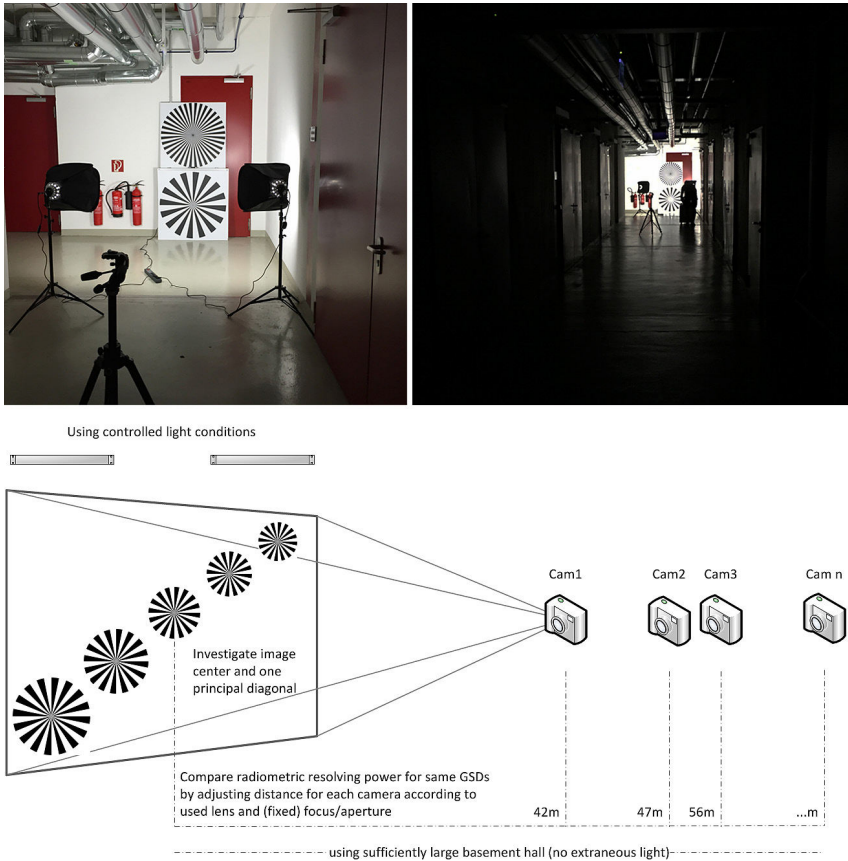 Using controlled light conditions
Cam1
Cam2
Cam3
Cam n
Investigate image
center and one
principal diagonal
Compare radiometric resolving power for same GSDs
by adjusting distance for each camera according to
used lens and (fixed) focus/aperture
42m
47m
56m
...m
using sufficiently large basement hall (no extraneous light)